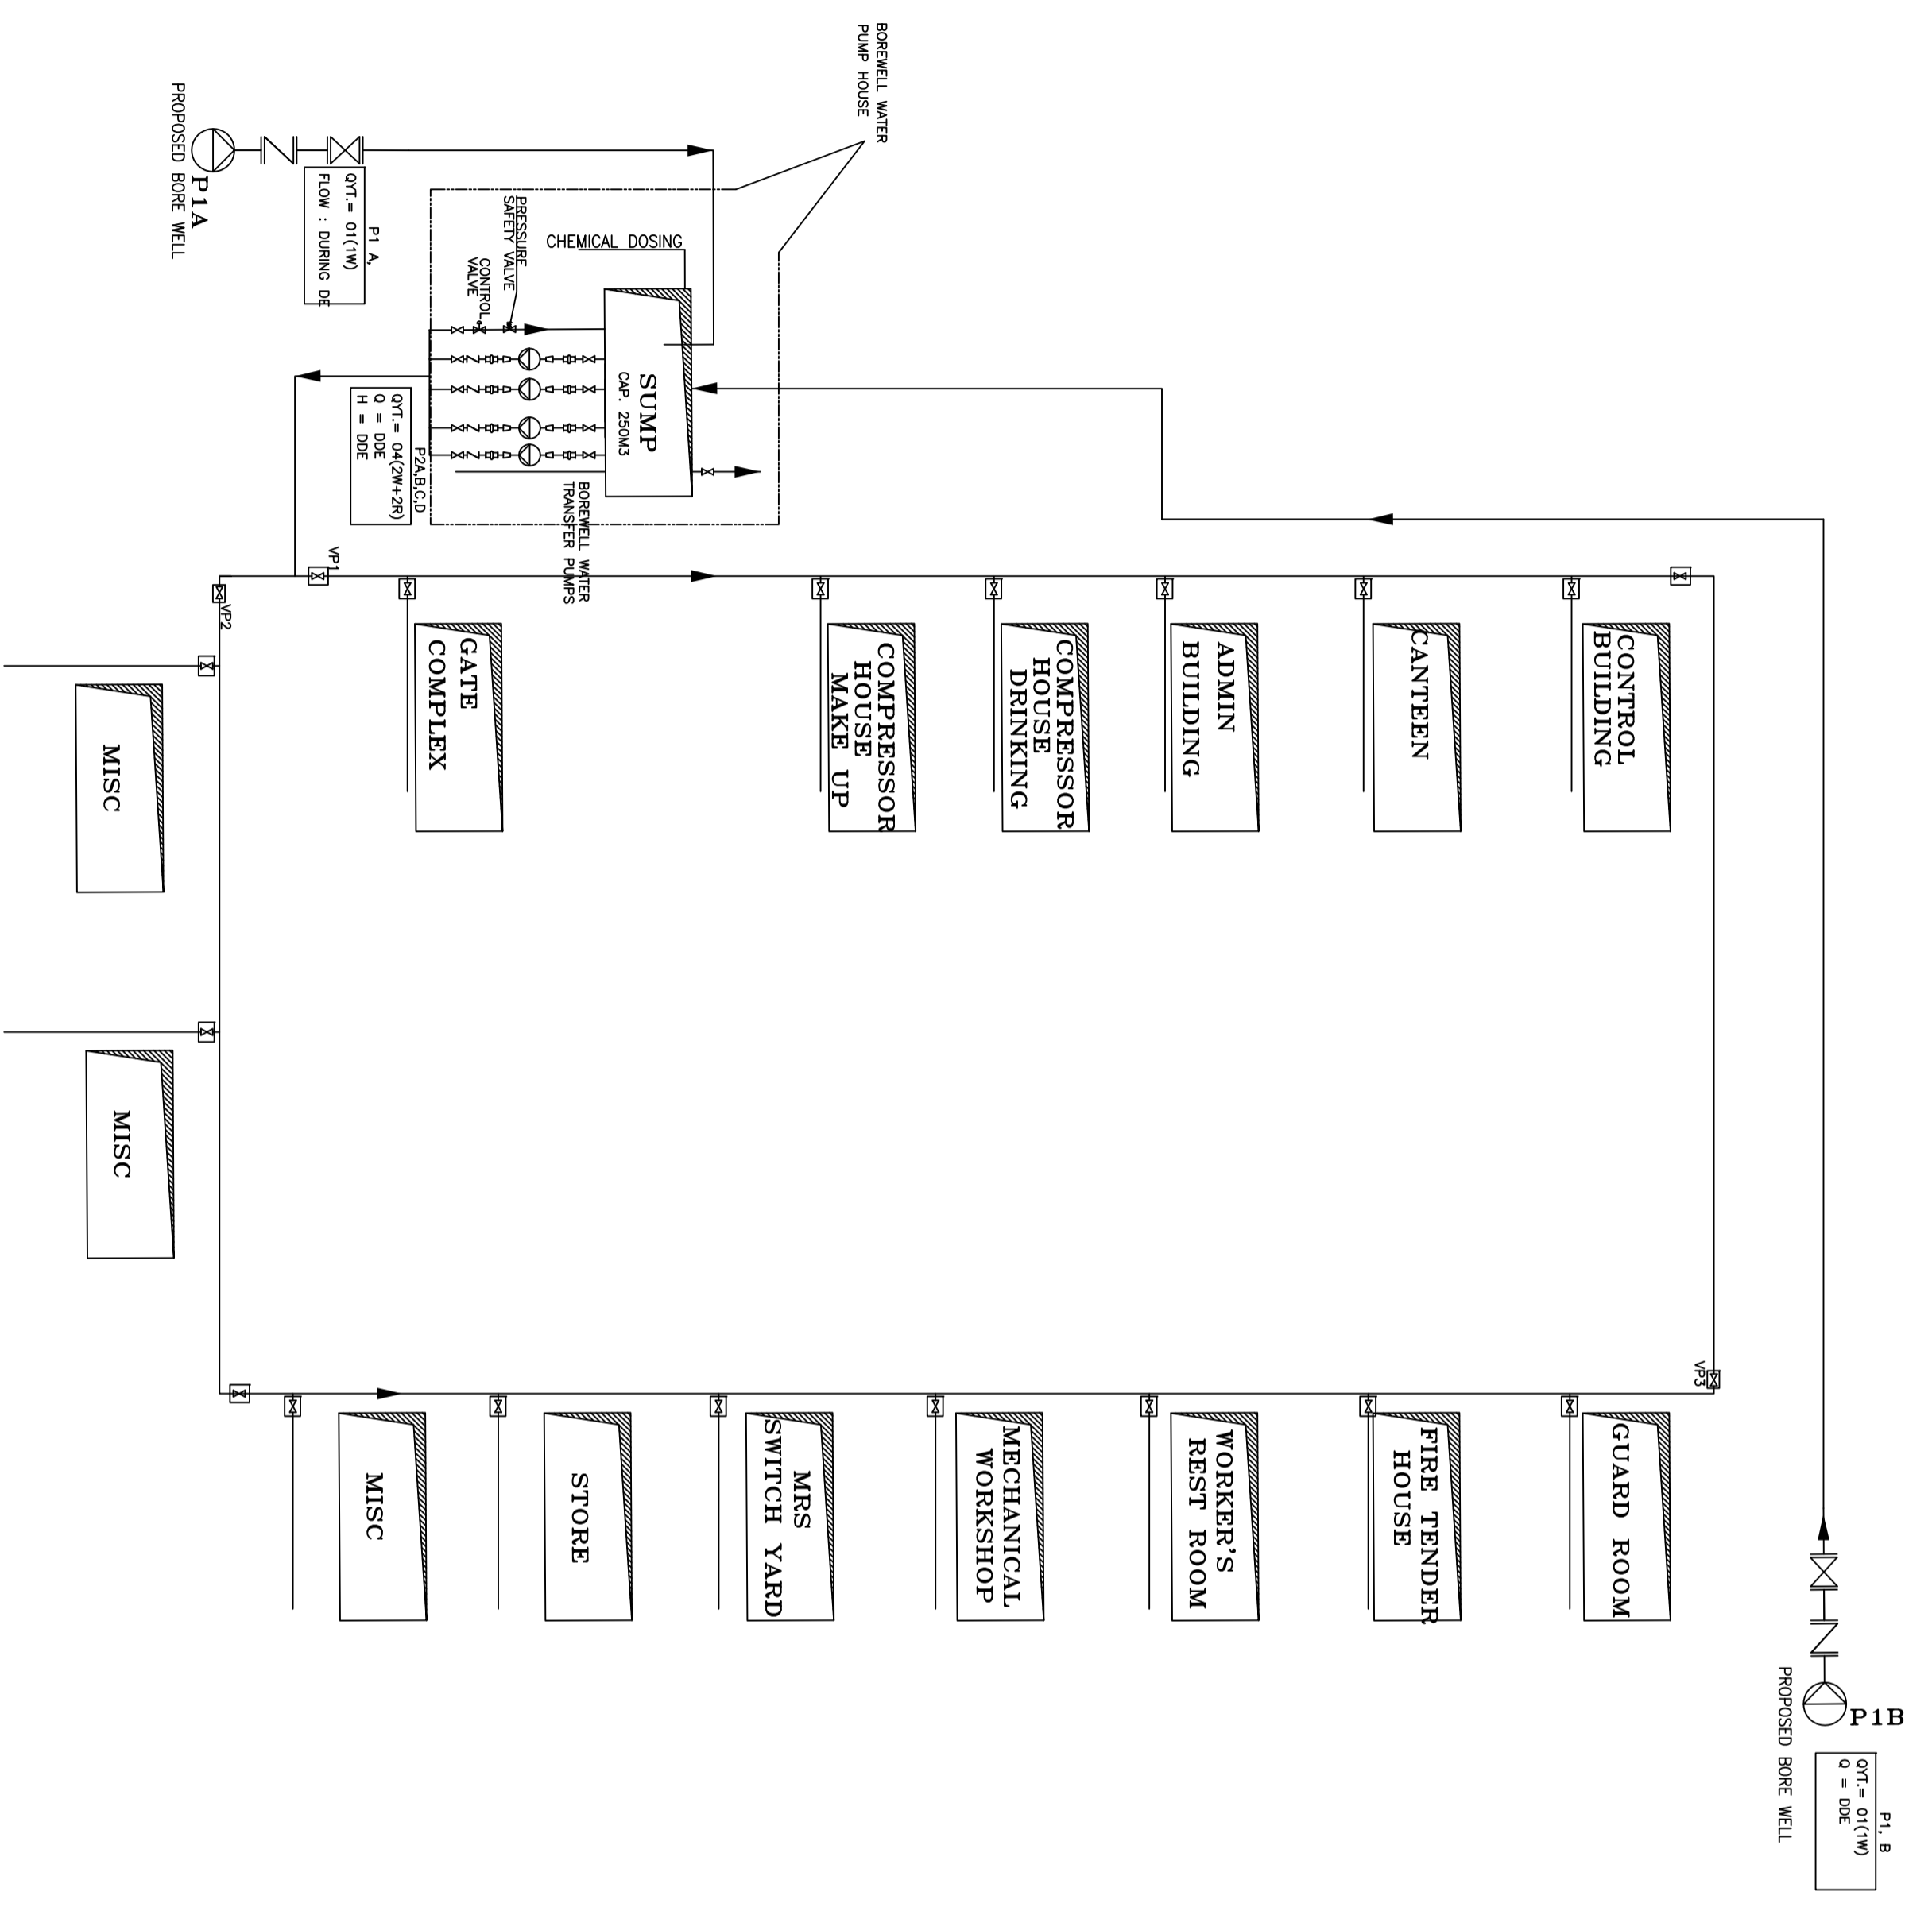 BOREWELL WATER
PUMP HOUSE
PROPOSED BORE WELL
P1A
P1 A,
QYT.= 01(1W)
FLOW : DURING DE
PRESSURE
SAFETY VALVE
CONTROL
VALVE
CHEMICAL DOSING
SUMP
CAP. 250M3
P2A,B,C,D
QYT.= 04(2W+2R)
Q = DDE
H = DDE
BOREWELL WATER
TRANSFER PUMPS
VP1
VP2
GATE
COMPLEX
COMPRESSOR
HOUSE
MAKE UP
COMPRESSOR
HOUSE
DRINKING
ADMIN
BUILDING
CANTEEN
CONTROL
BUILDING
MISC
MISC
VP3
MISC
STORE
MRS
SWITCH YARD
MECHANICAL
WORKSHOP
WORKER'S
REST ROOM
FIRE TENDER
HOUSE
GUARD ROOM
PROPOSED BORE WELL
P1B
P1, B
QYT.= 01(1W)
Q = DDE